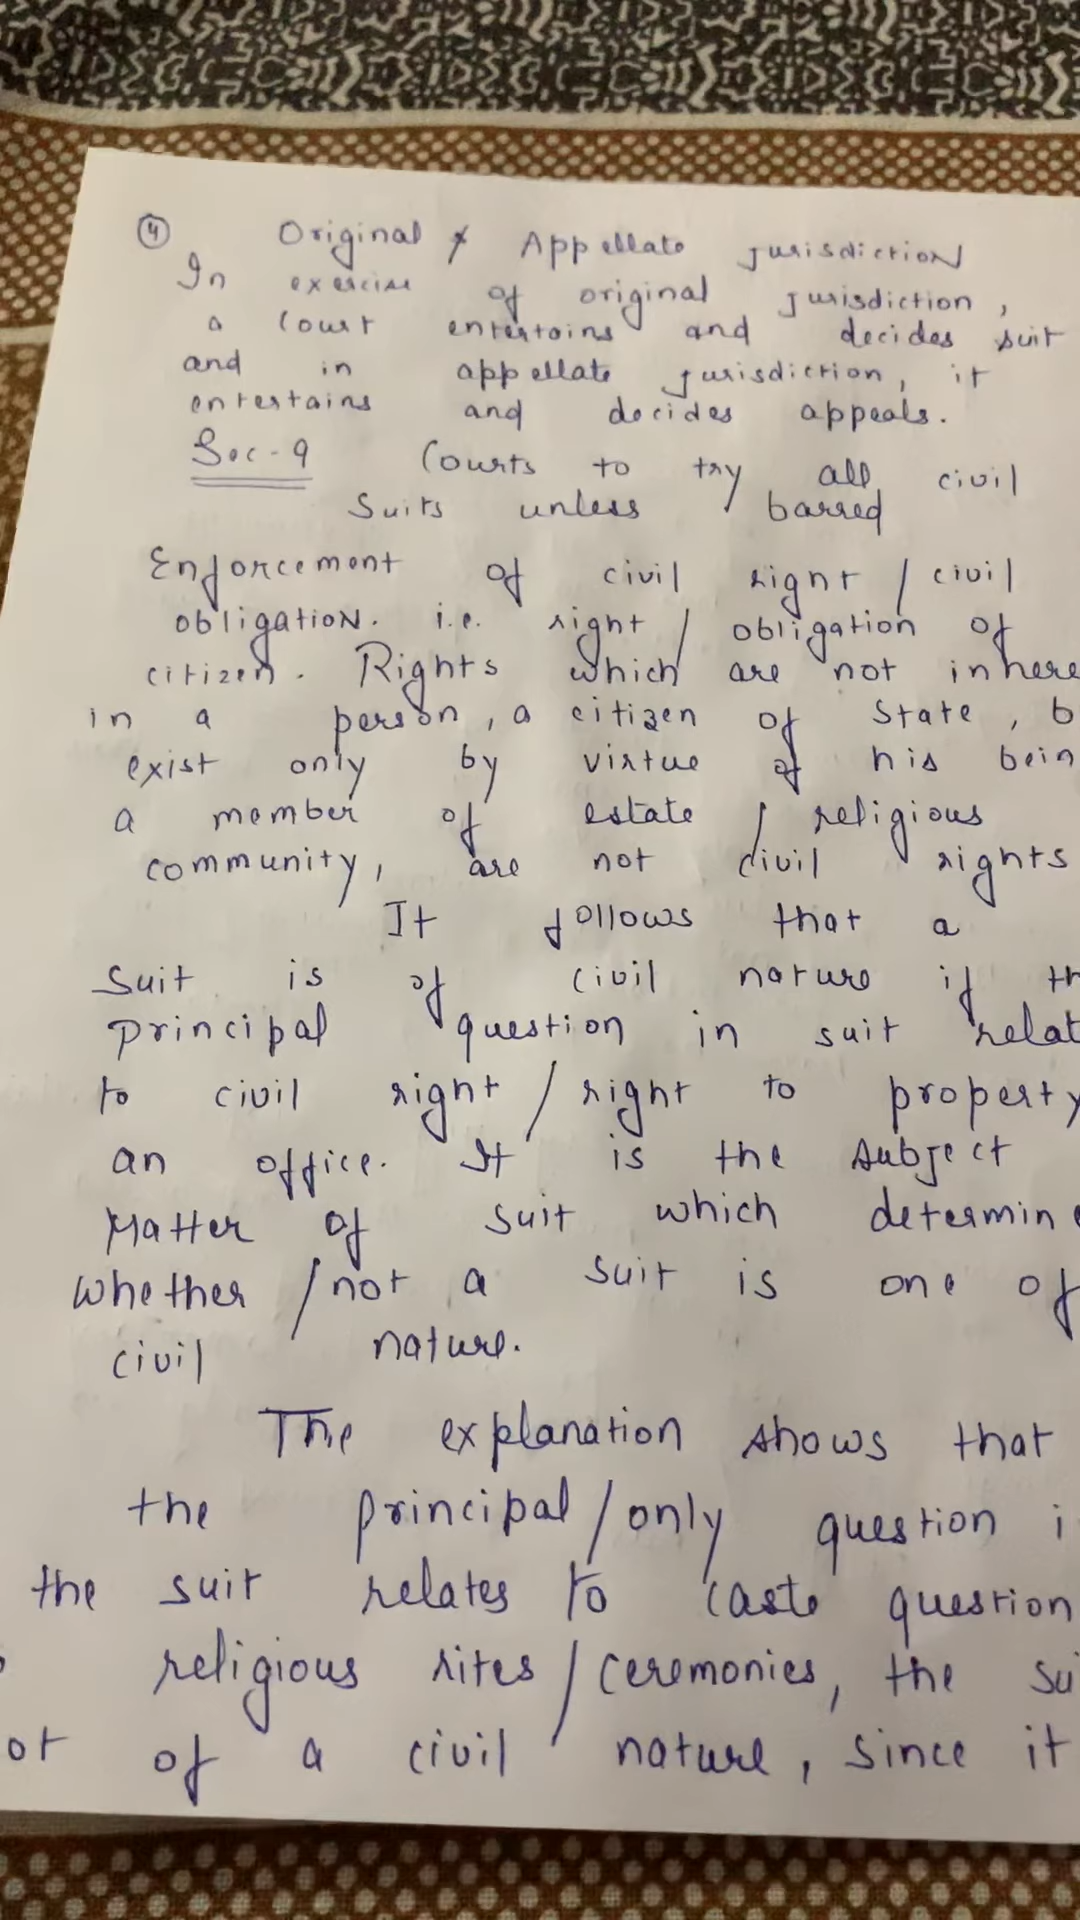 4 Original & Appellate jurisdiction
In exercise of original jurisdiction,
a court entertains and decides suit
and in appellate jurisdiction, it
entertains and decides appeals.
Sec-9 Courts to try all civil
Suits unless barred
Enforcement of civil right / civil
obligation. i.e. right / obligation of
citizen. Rights which are not inhere
in a person, a citizen of State, b
exist only by virtue of his bein
a member of estate / religious
community, are not civil rights
It follows that a
Suit is of civil nature if th
principal question in suit relat
to civil right / right to property
an office. It is the subject
Matter of suit which determine
whether / not a suit is one of
civil nature.
The explanation shows that
the principal / only question i
the suit relates to caste question
religious rites / ceremonies, the su
ot of a civil nature, since it